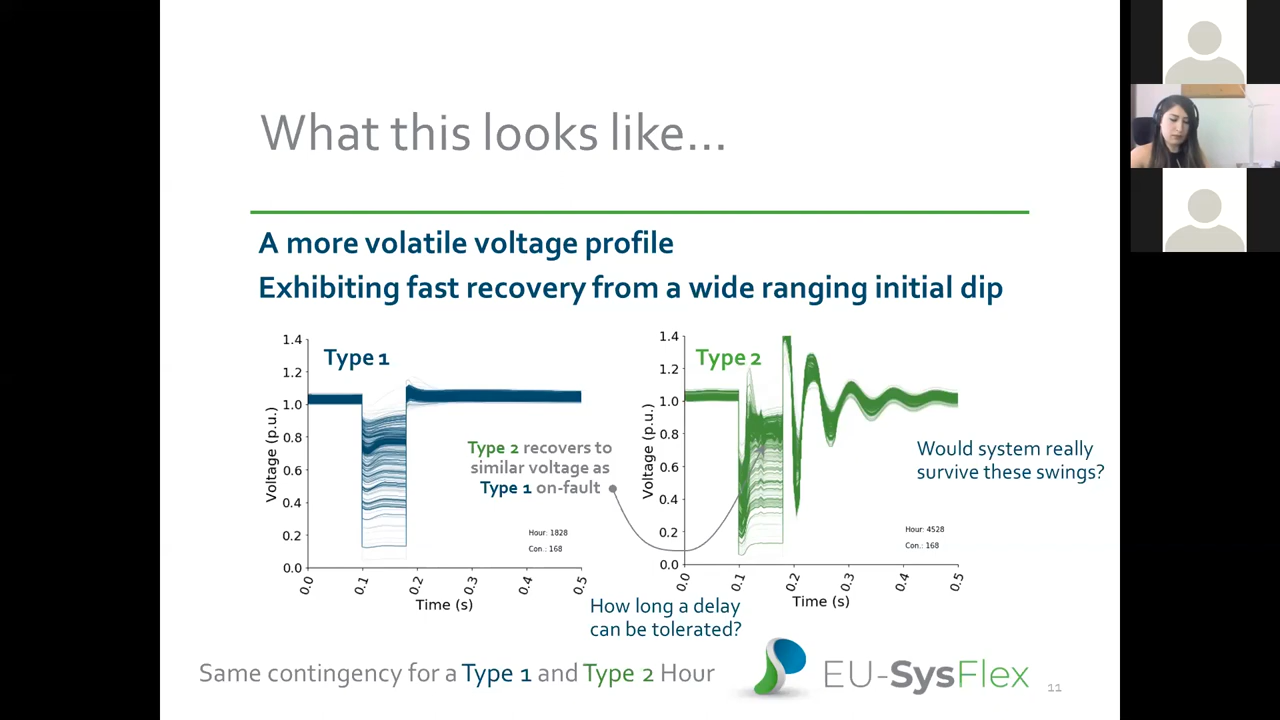 What this looks like...
A more volatile voltage profile
Exhibiting fast recovery from a wide ranging initial dip
Type 1
1.4
1.2
1.0
0.8
0.6
0.4
0.2
0.0
Voltage (p.u.)
Hour: 1828
Con.: 168
0.0
0.1
0.2
0.3
0.4
0.5
Time (s)
Type 2 recovers to
similar voltage as
Type 1 on-fault
Type 2
1.4
1.2
1.0
0.8
0.6
0.4
0.2
0.0
Voltage (p.u.)
Hour: 4528
Con.: 168
0.0
0.1
0.2
0.3
0.4
0.5
Time (s)
Would system really
survive these swings?
How long a delay
can be tolerated?
Same contingency for a Type 1 and Type 2 Hour
EU-SysFlex
11